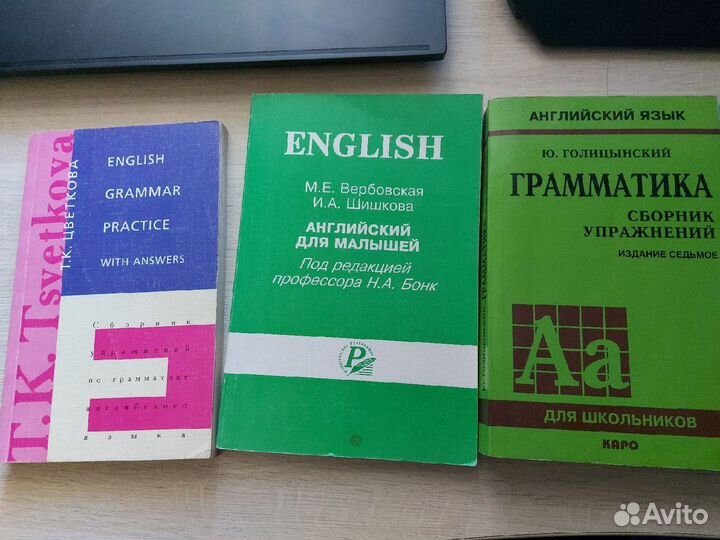 T.K. Tsvetkova
Т.К. ЦВЕТКОВА
ENGLISH
GRAMMAR
PRACTICE
WITH ANSWERS
Сборник
упражнений
по грамматике
английского
языка
ENGLISH
М.Е. Вербовская
И.А. Шишкова
АНГЛИЙСКИЙ
ДЛЯ МАЛЫШЕЙ
Под редакцией
профессора Н.А. Бонк
Р
АНГЛИЙСКИЙ ЯЗЫК
Ю. ГОЛИЦЫНСКИЙ
ГРАММАТИКА
СБОРНИК
УПРАЖНЕНИЙ
ИЗДАНИЕ СЕДЬМОЕ
Аа
ДЛЯ ШКОЛЬНИКОВ
КАРО
Avito